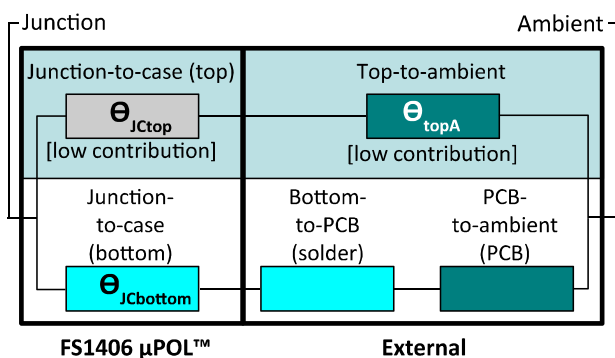 Junction
Ambient
Junction-to-case (top)
Top-to-ambient
ΘJCtop
ΘtopA
[low contribution]
[low contribution]
Junction-
to-case
(bottom)
Bottom-
to-PCB
(solder)
PCB-
to-ambient
(PCB)
ΘJCbottom
FS1406 µPOL™
External